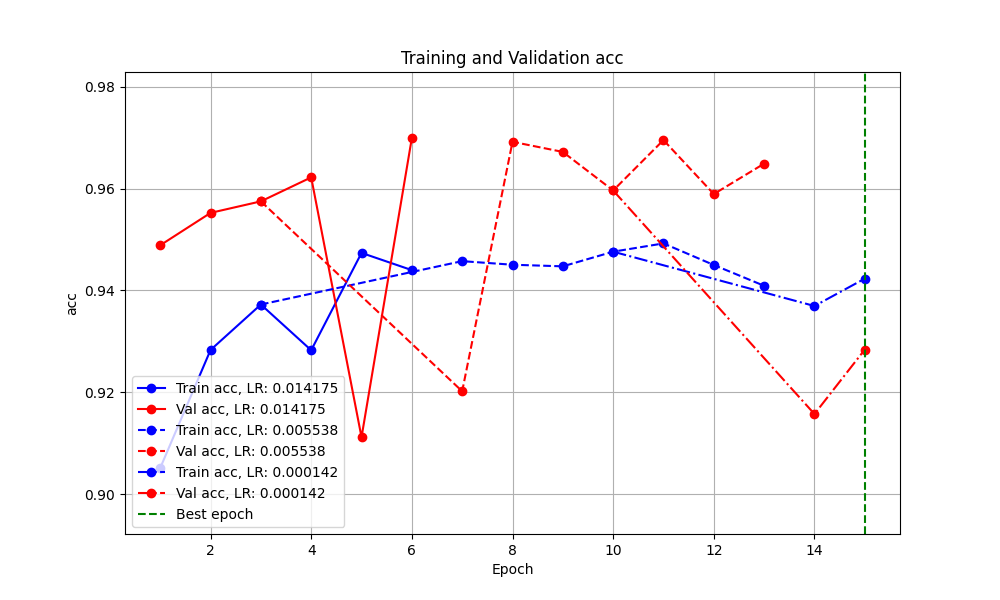 Training and Validation acc
0.98
0.96
0.94
0.92
0.90
acc
Train acc, LR: 0.014175
Val acc, LR: 0.014175
Train acc, LR: 0.005538
Val acc, LR: 0.005538
Train acc, LR: 0.000142
Val acc, LR: 0.000142
Best epoch
2 4 6 8 10 12 14
Epoch